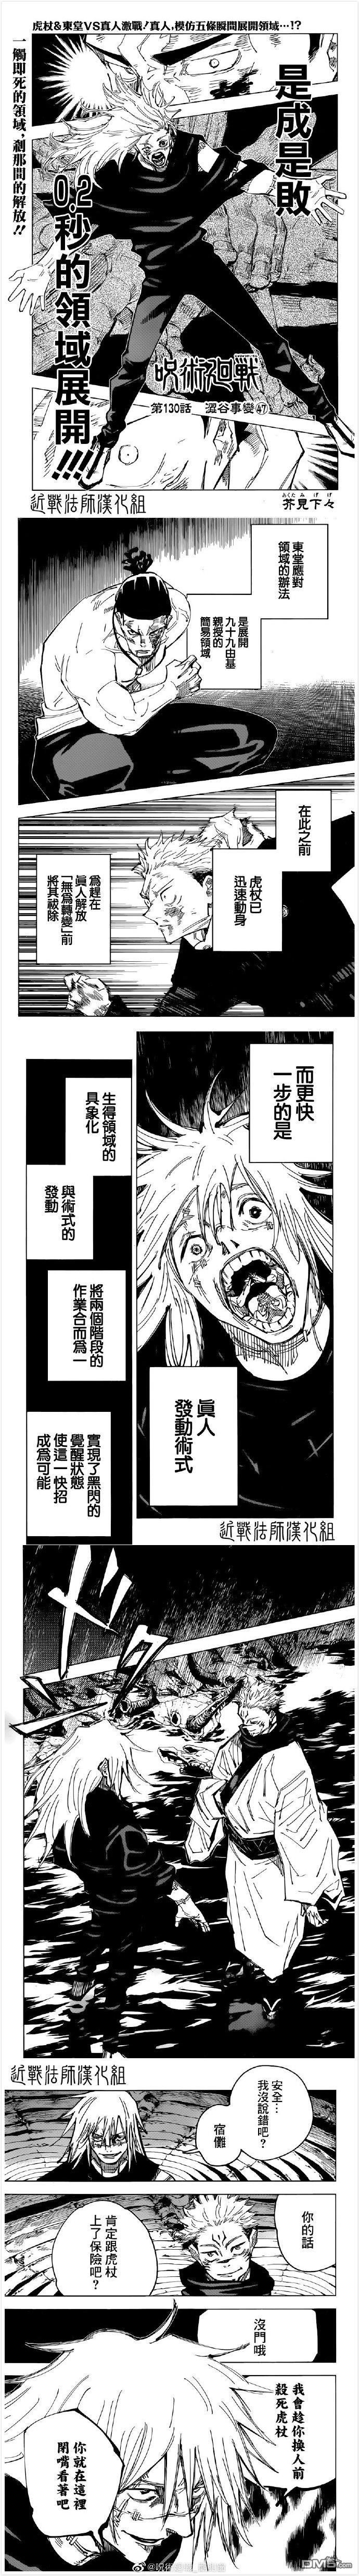 虎杖&東堂VS真人激戰!真人,模仿五條瞬間展開領域…!?
一觸即死的領域,剎那間的解放!!
是成是敗
0.2秒的領域展開!!!
呪術廻戦
第130話 澀谷事變㊼
近戰法師漢化組
あくたみ げげ
芥見下々
東堂應對
領域的辦法
是展開
九十九由基
親授的
簡易領域
在此之前
虎杖已
迅速動身
為趕在
真人解放
「無為轉變」前
將其祓除
而更快
一步的是
生得領域的
具象化
與術式的
發動
將兩個階段的
作業合而為一
實現了黑閃的
覺醒狀態
使這一快招
成為可能
真人
發動術式
近戰法師漢化組
近戰法師漢化組
安全…
我沒說錯吧?
宿儺
你的話
肯定跟虎杖
上了保險吧?
沒門哦
我會趁你換人前
殺死虎杖
你就在這裡
閉嘴看著吧